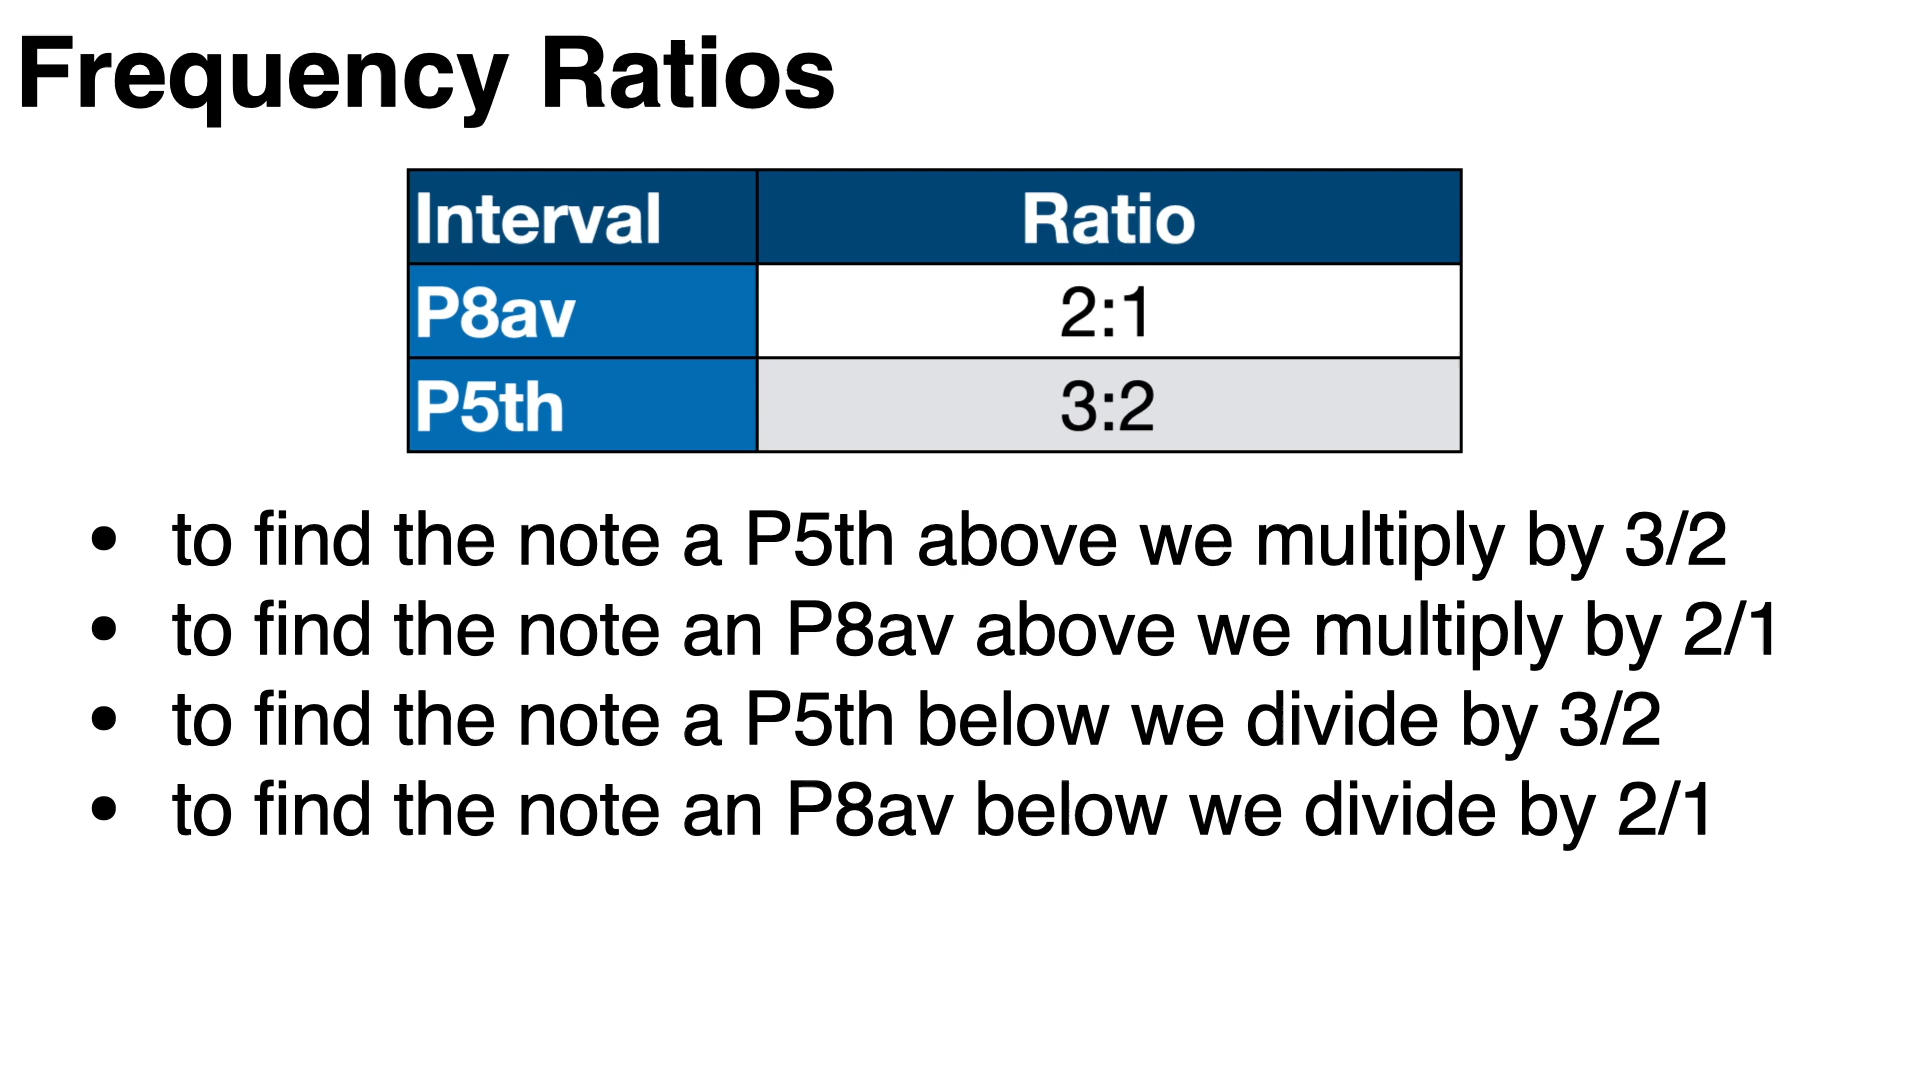 Frequency Ratios
Interval Ratio
P8av 2:1
P5th 3:2
• to find the note a P5th above we multiply by 3/2
• to find the note an P8av above we multiply by 2/1
• to find the note a P5th below we divide by 3/2
• to find the note an P8av below we divide by 2/1